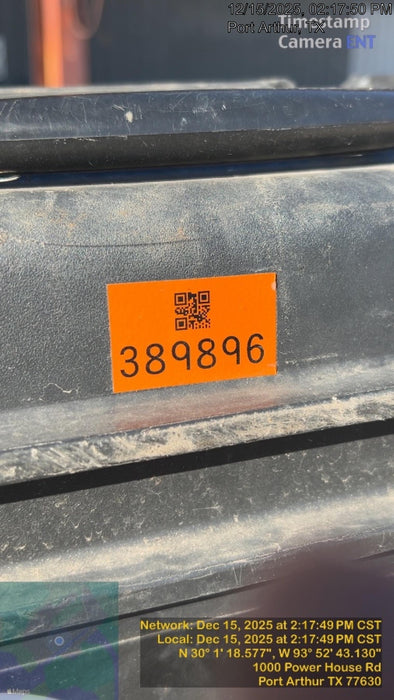 12/15/2025, 02:17:50 PM
Port Arthur, TX
Timestamp
Camera ENT
389896
Maps
Network: Dec 15, 2025 at 2:17:49 PM CST
Local: Dec 15, 2025 at 2:17:49 PM CST
N 30° 1' 18.577", W 93° 52' 43.130"
1000 Power House Rd
Port Arthur TX 77630